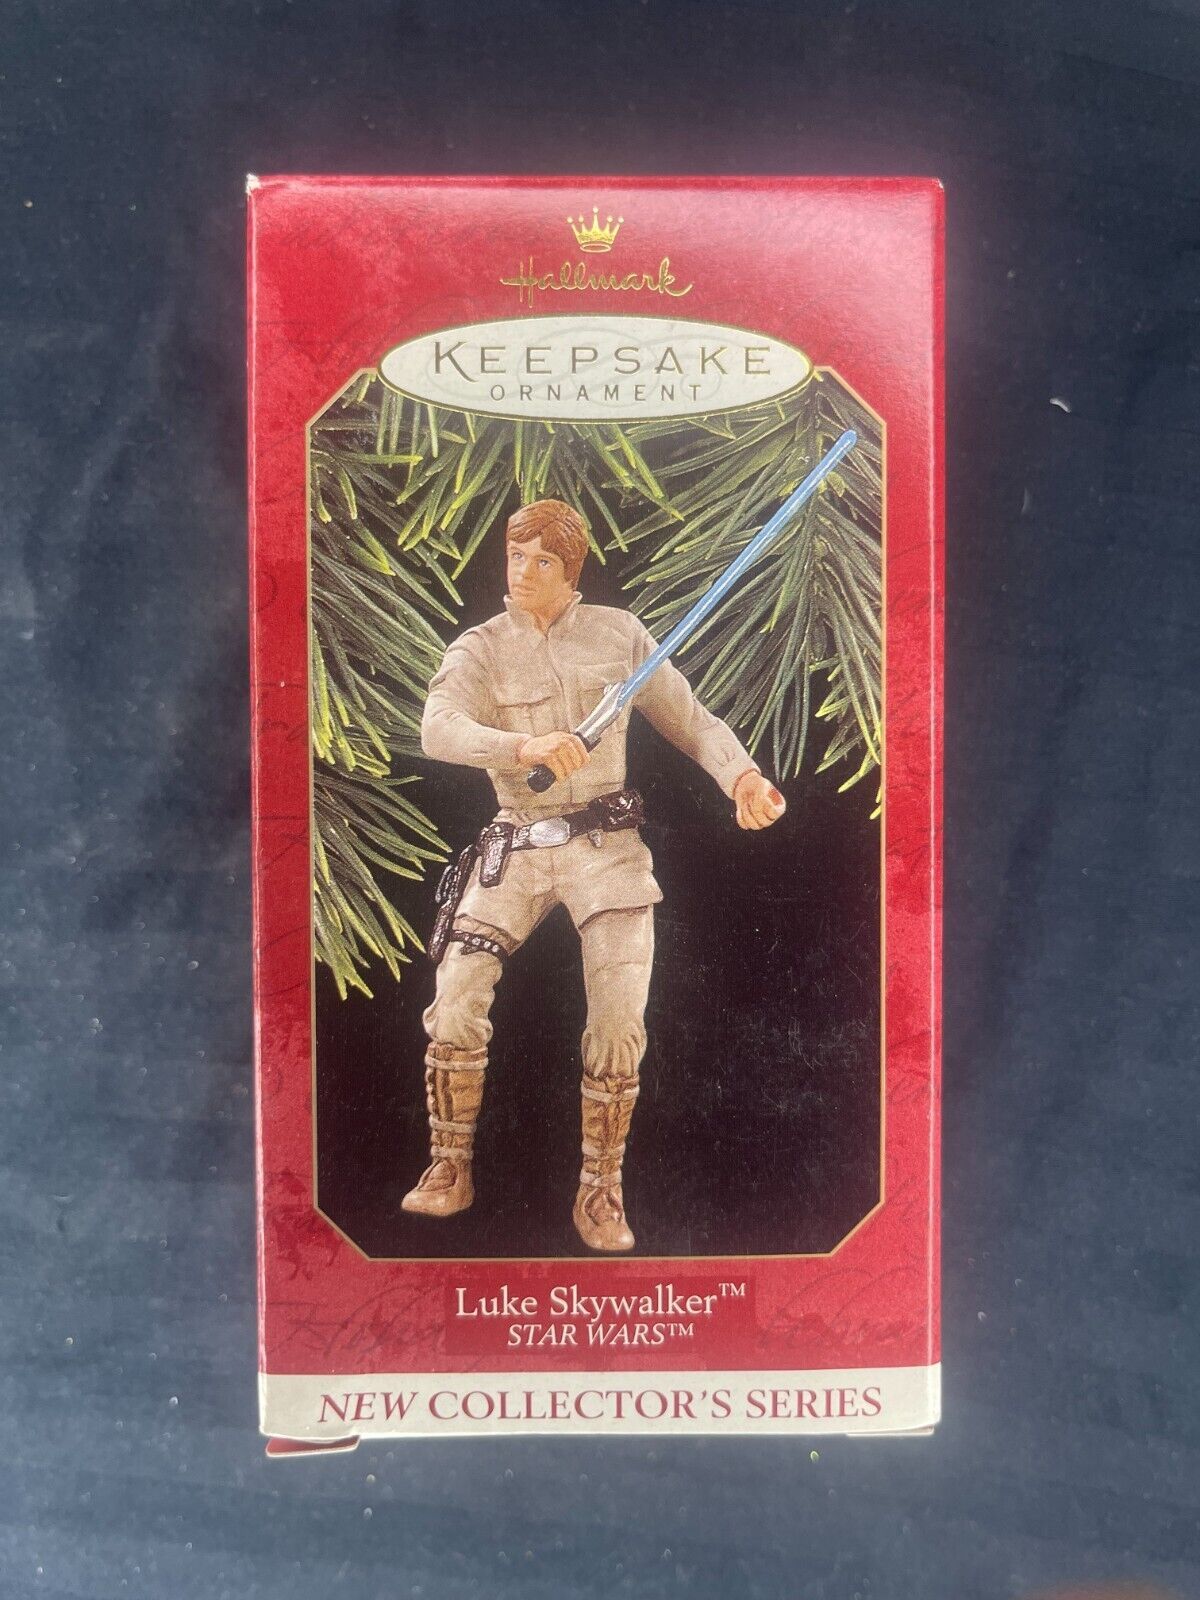 Hallmark
KEEPSAKE
ORNAMENT
Luke Skywalker™
STAR WARS™
NEW COLLECTOR'S SERIES